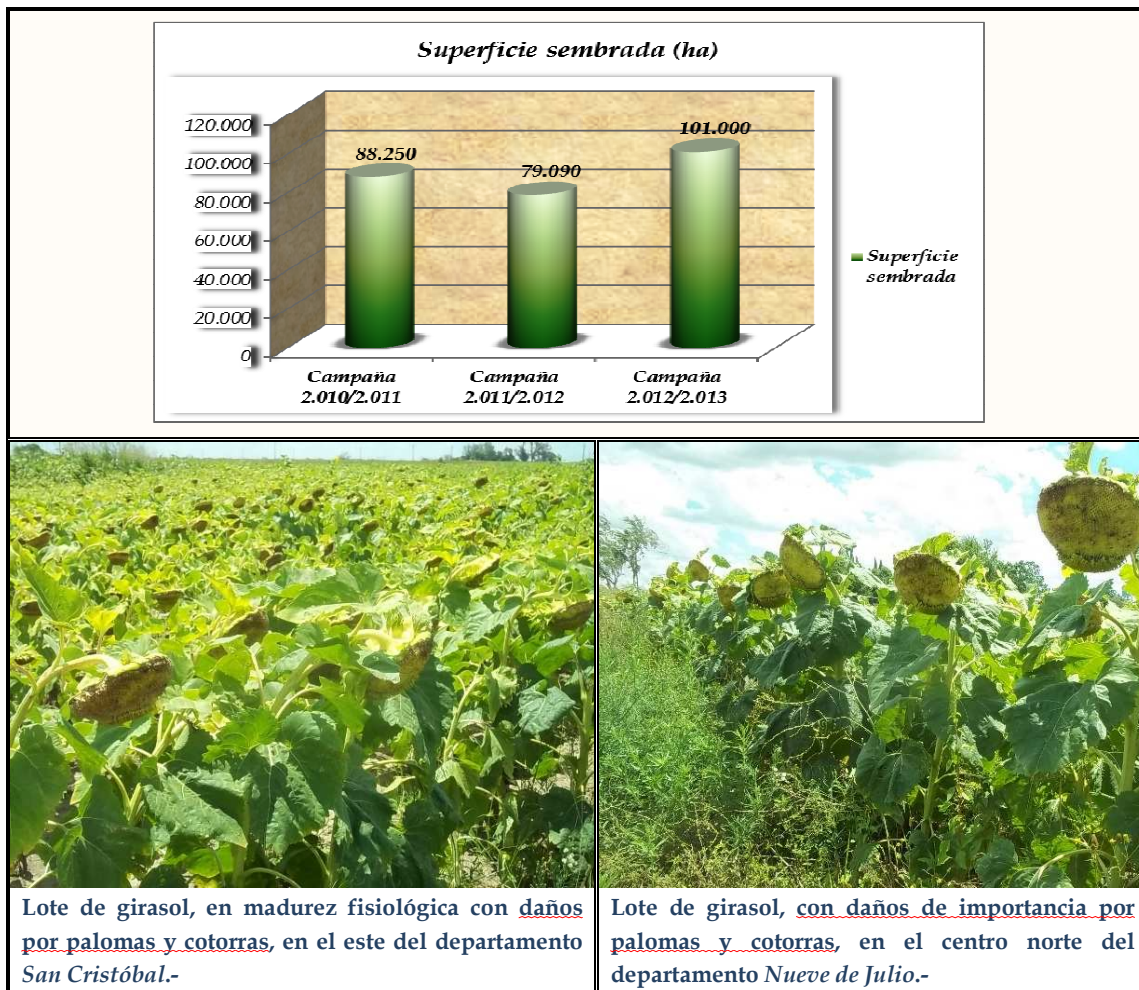 Superficie sembrada (ha)
120.000
100.000
80.000
60.000
40.000
20.000
0
88.250
79.090
101.000
Campaña
2.010/2.011
Campaña
2.011/2.012
Campaña
2.012/2.013
Superficie
sembrada
Lote de girasol, en madurez fisiológica con daños
por palomas y cotorras, en el este del departamento
San Cristóbal.-
Lote de girasol, con daños de importancia por
palomas y cotorras, en el centro norte del
departamento Nueve de Julio.-